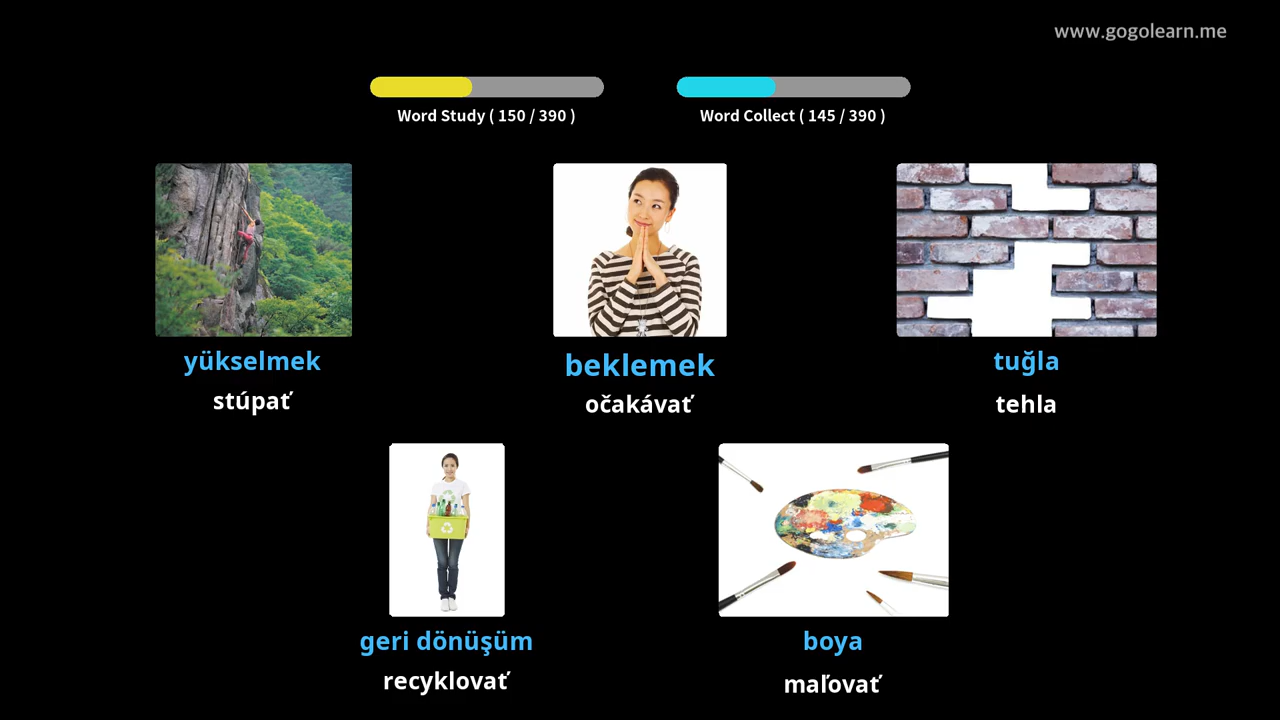 www.gogolearn.me
Word Study ( 150 / 390 )
Word Collect ( 145 / 390 )
yükselmek
stúpať
beklemek
očakávať
tuğla
tehla
geri dönüşüm
recyklovať
boya
maľovať